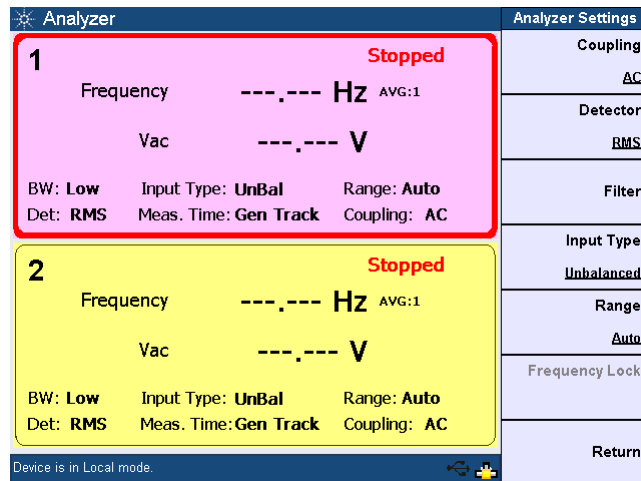 Analyzer
1
Stopped
Frequency ---.--- Hz AVG:1
Vac ---.--- V
BW: Low Input Type: UnBal Range: Auto
Det: RMS Meas. Time: Gen Track Coupling: AC
2
Stopped
Frequency ---.--- Hz AVG:1
Vac ---.--- V
BW: Low Input Type: UnBal Range: Auto
Det: RMS Meas. Time: Gen Track Coupling: AC
Device is in Local mode.
Analyzer Settings
Coupling
AC
Detector
RMS
Filter
Input Type
Unbalanced
Range
Auto
Frequency Lock
Return